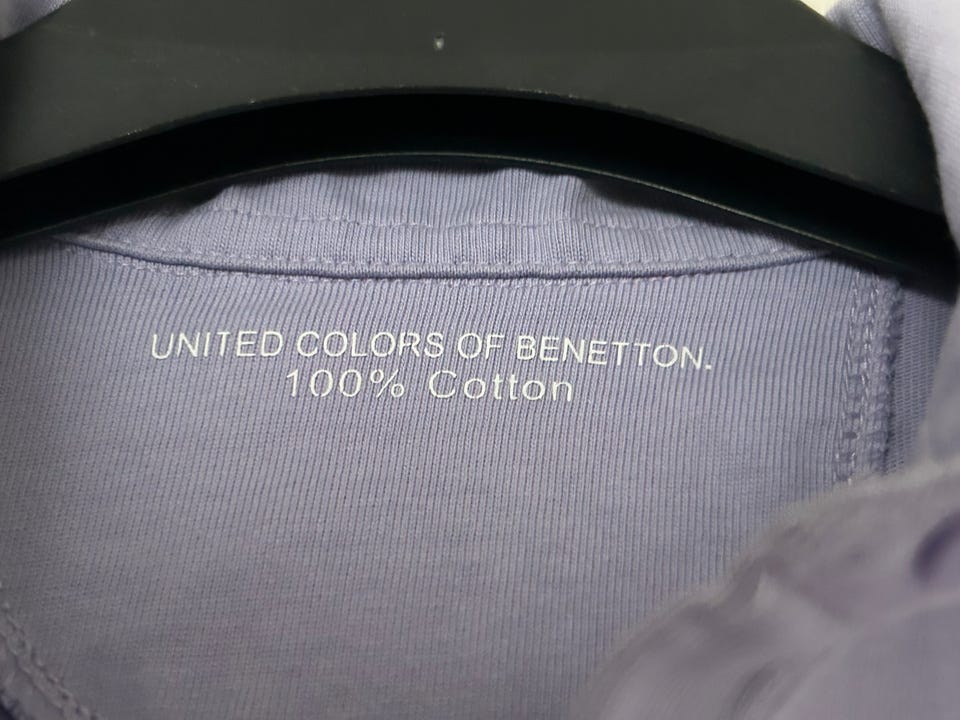 UNITED COLORS OF BENETTON.
100% Cotton